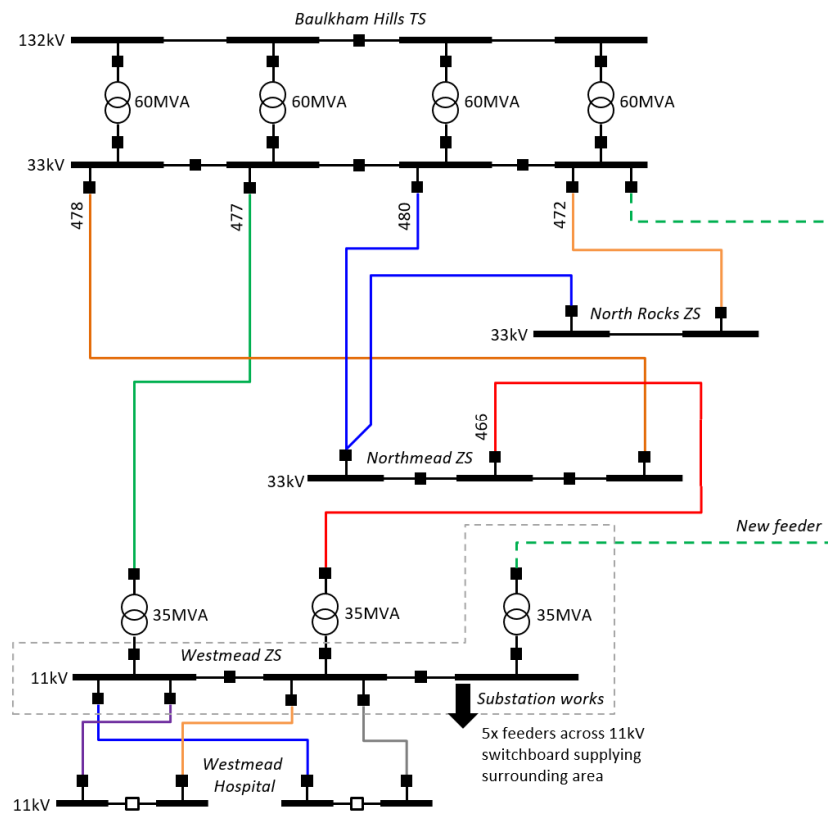 Baulkham Hills TS
132kV
60MVA
60MVA
60MVA
60MVA
33kV
478
477
480
472
North Rocks ZS
33kV
466
Northmead ZS
33kV
New feeder
35MVA
35MVA
35MVA
Westmead ZS
11kV
Substation works
5x feeders across 11kV
switchboard supplying
surrounding area
Westmead
Hospital
11kV